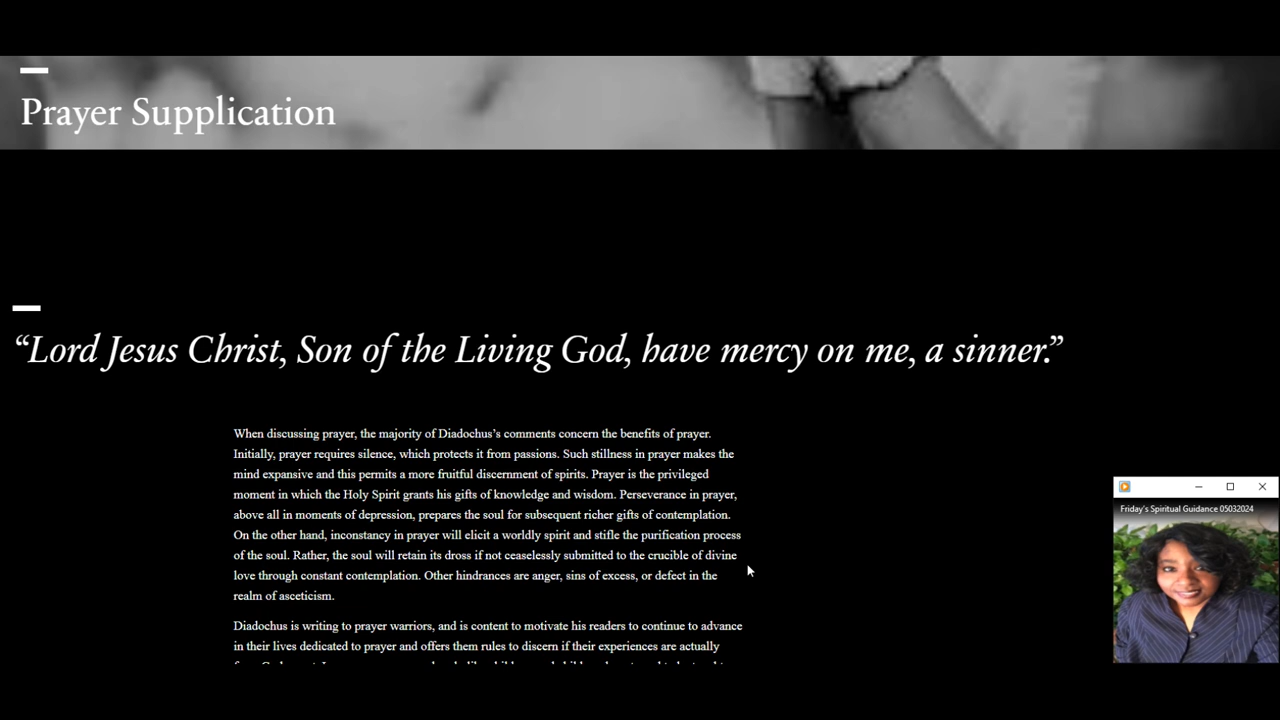 Prayer Supplication
“Lord Jesus Christ, Son of the Living God, have mercy on me, a sinner.”
When discussing prayer, the majority of Diadochus’s comments concern the benefits of prayer.
Initially, prayer requires silence, which protects it from passions. Such stillness in prayer makes the
mind expansive and this permits a more fruitful discernment of spirits. Prayer is the privileged
moment in which the Holy Spirit grants his gifts of knowledge and wisdom. Perseverance in prayer,
above all in moments of depression, prepares the soul for subsequent richer gifts of contemplation.
On the other hand, inconstancy in prayer will elicit a worldly spirit and stifle the purification process
of the soul. Rather, the soul will retain its dross if not ceaselessly submitted to the crucible of divine
love through constant contemplation. Other hindrances are anger, sins of excess, or defect in the
realm of asceticism.
Diadochus is writing to prayer warriors, and is content to motivate his readers to continue to advance
in their lives dedicated to prayer and offers them rules to discern if their experiences are actually
Friday's Spiritual Guidance 05032024